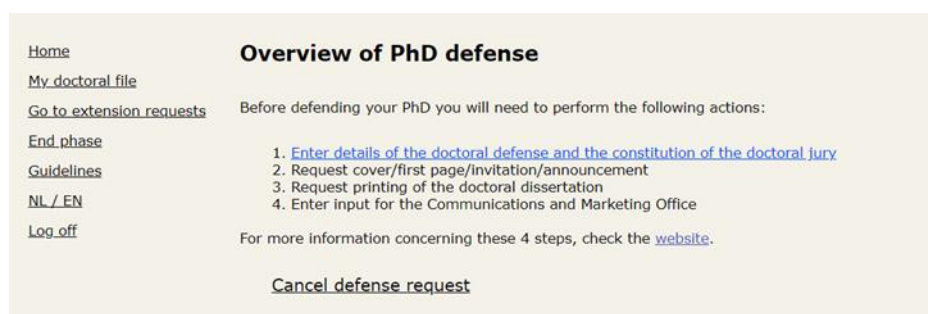 Home
My doctoral file
Go to extension requests
End phase
Guidelines
NL / EN
Log off
Overview of PhD defense
Before defending your PhD you will need to perform the following actions:
1. Enter details of the doctoral defense and the constitution of the doctoral jury
2. Request cover/first page/invitation/announcement
3. Request printing of the doctoral dissertation
4. Enter input for the Communications and Marketing Office
For more information concerning these 4 steps, check the website.
Cancel defense request